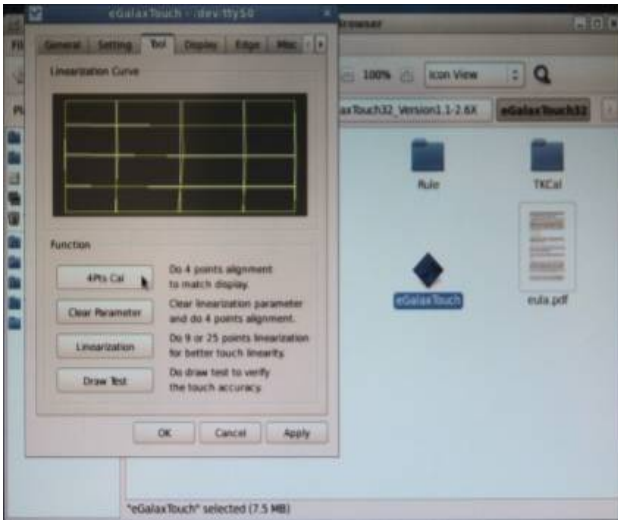 eGalaxTouch - /dev/ttyS0
Browser
General Setting Tool Display Edge Misc
Linearization Curve
100% Icon View
axTouch32_Version1.1-2.6X eGalaxTouch32
Rule TKCal
Function
4Pts Cal Do 4 points alignment
to match display.
Clear Parameter Clear linearization parameter
and do 4 points alignment.
Linearization Do 9 or 25 points linearization
for better touch linearity.
Draw Test Do draw test to verify
the touch accuracy.
eGalaxTouch eula.pdf
OK Cancel Apply
"eGalaxTouch" selected (7.5 MB)